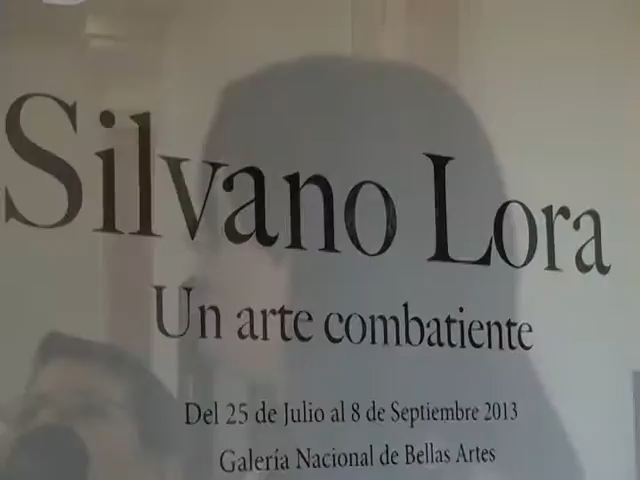 Silvano Lora
Un arte combatiente
Del 25 de Julio al 8 de Septiembre 2013
Galería Nacional de Bellas Artes